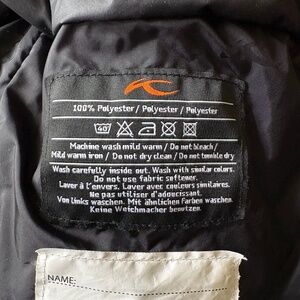 100% Polyester / Polyester / Polyester
40°
Machine wash mild warm / Do not bleach/
Mild warm iron / Do not dry clean / Do not tumble dry
Wash carefully inside out. Wash with similar colors.
Do not use fabric softener.
Laver à l'envers. Laver avec couleurs similaires.
Ne pas utiliser d'adoucissant.
Von links waschen. Mit ähnlichen Farben waschen.
Keine Weichmacher benutzen.
NAME: